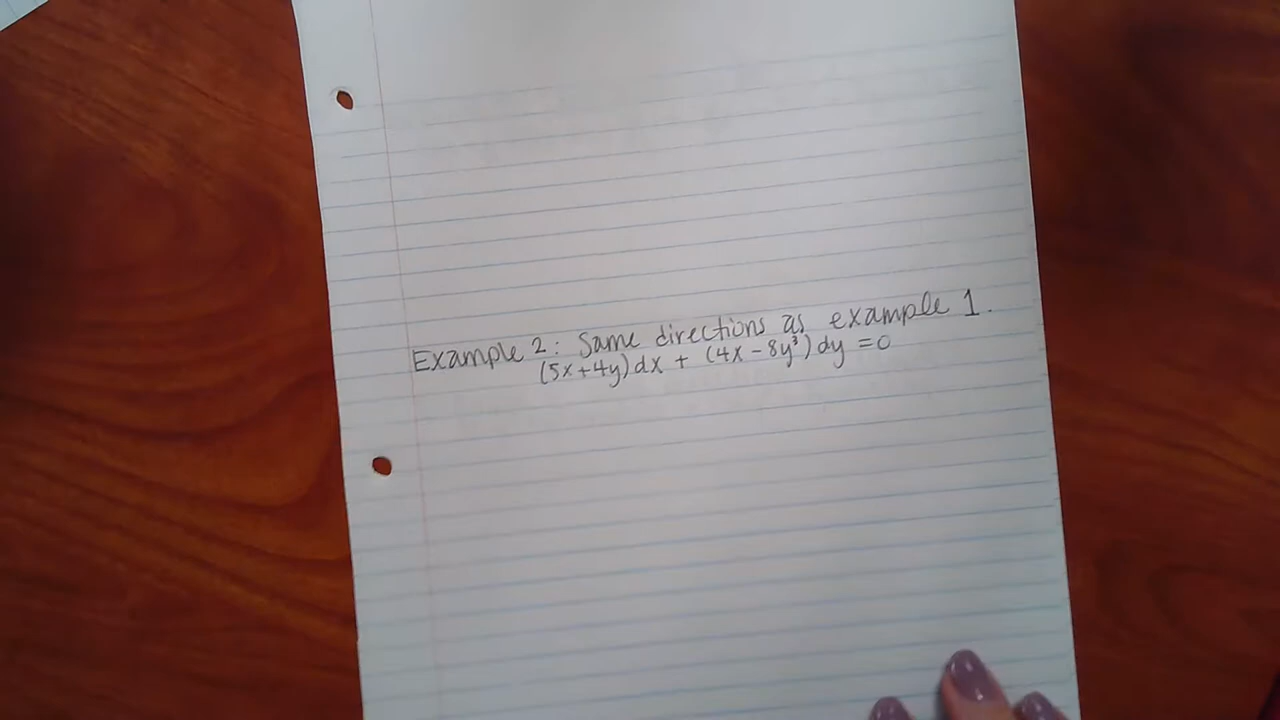 Example 2: Same directions as example 1.
(5x+4y)dx + (4x-8y³)dy = 0